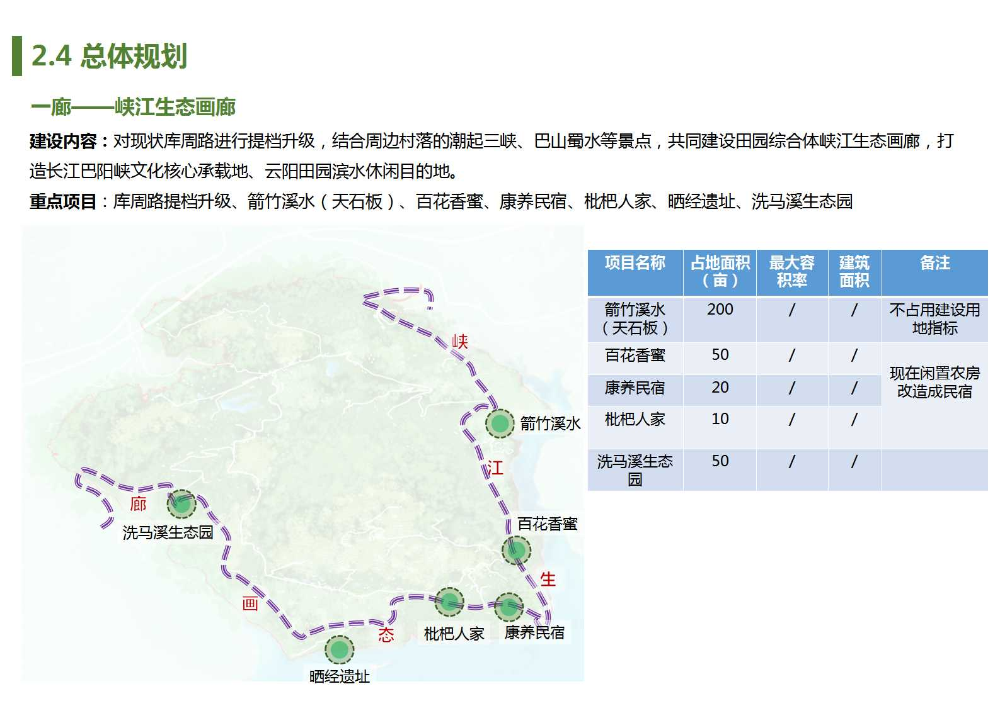 2.4 总体规划
一廊——峡江生态画廊
建设内容：对现状库周路进行提档升级，结合周边村落的潮起三峡、巴山蜀水等景点，共同建设田园综合体峡江生态画廊，打
造长江巴阳峡文化核心承载地、云阳田园滨水休闲目的地。
重点项目：库周路提档升级、箭竹溪水（天石板）、百花香蜜、康养民宿、枇杷人家、晒经遗址、洗马溪生态园
峡
箭竹溪水
江
百花香蜜
生
康养民宿
枇杷人家
态
晒经遗址
画
廊
洗马溪生态园
项目名称 占地面积（亩） 最大容积率 建筑面积 备注
箭竹溪水（天石板） 200 / / 不占用建设用地指标
百花香蜜 50 / / 现在闲置农房改造成民宿
康养民宿 20 / /
枇杷人家 10 / /
洗马溪生态园 50 / /